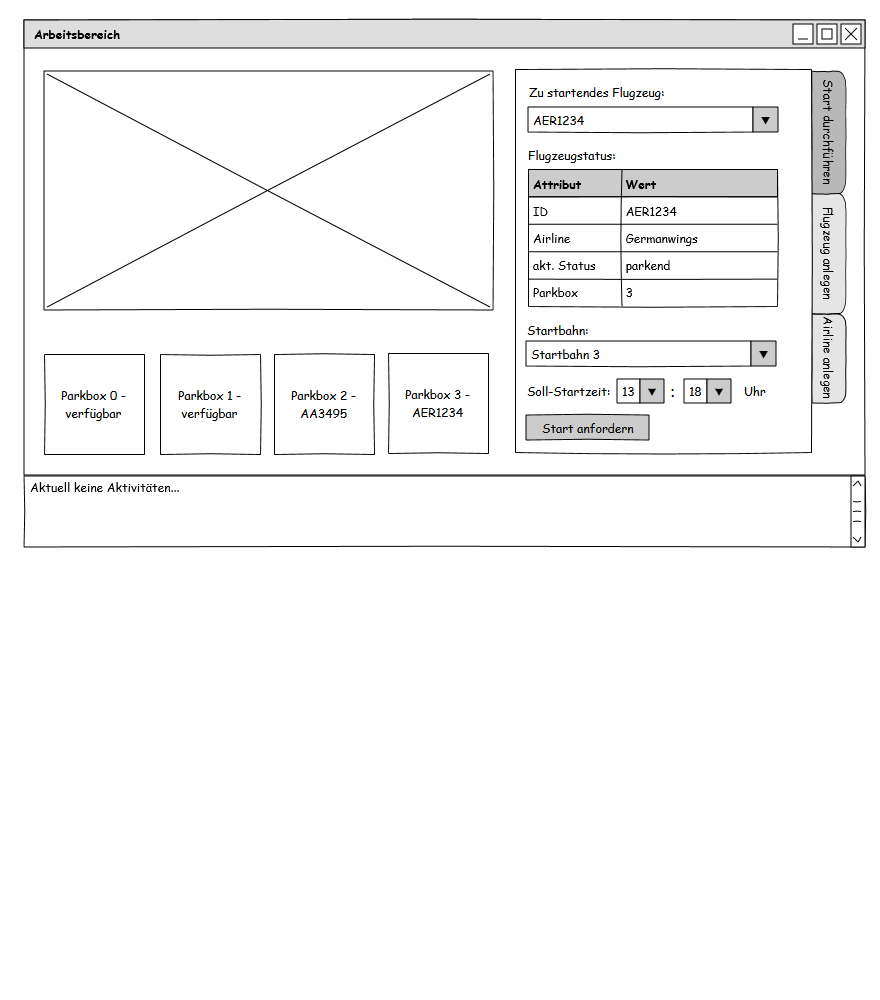 Arbeitsbereich
Zu startendes Flugzeug:
AER1234
Flugzeugstatus:
Attribut Wert
ID AER1234
Airline Germanwings
akt. Status parkend
Parkbox 3
Startbahn:
Startbahn 3
Soll-Startzeit: 13 : 18 Uhr
Start anfordern
Start durchführen
Flugzeug anlegen
Airline anlegen
Parkbox 0 -
verfügbar
Parkbox 1 -
verfügbar
Parkbox 2 -
AA3495
Parkbox 3 -
AER1234
Aktuell keine Aktivitäten...